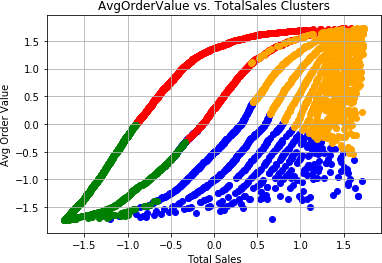 AvgOrderValue vs. TotalSales Clusters
Avg Order Value
1.5
1.0
0.5
0.0
−0.5
−1.0
−1.5
−1.5 −1.0 −0.5 0.0 0.5 1.0 1.5
Total Sales